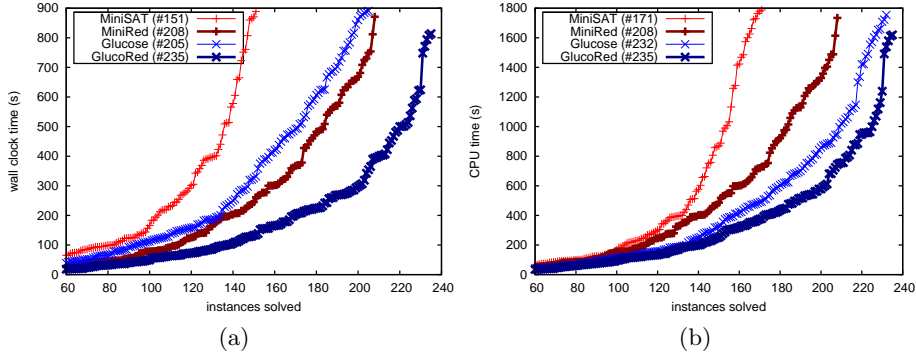 MiniSAT (#151)
MiniRed (#208)
Glucose (#205)
GlucoRed (#235)
wall clock time (s)
900
800
700
600
500
400
300
200
100
0
60 80 100 120 140 160 180 200 220 240
instances solved
(a)
MiniSAT (#171)
MiniRed (#208)
Glucose (#232)
GlucoRed (#235)
CPU time (s)
1800
1600
1400
1200
1000
800
600
400
200
0
60 80 100 120 140 160 180 200 220 240
instances solved
(b)